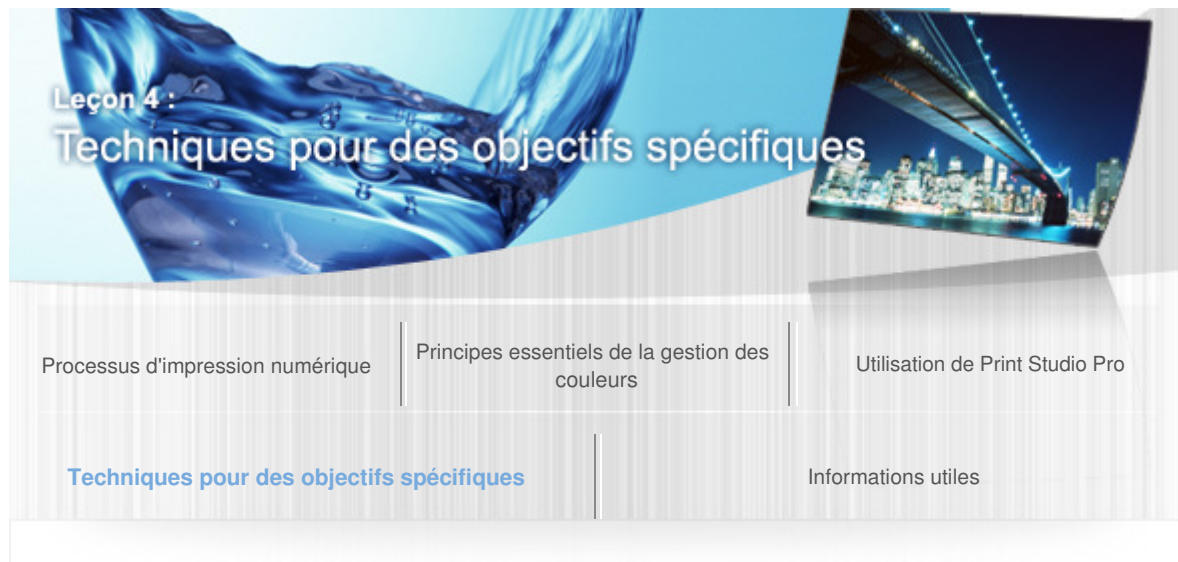 Leçon 4 :
Techniques pour des objectifs spécifiques
Processus d'impression numérique
Principes essentiels de la gestion des
couleurs
Utilisation de Print Studio Pro
Techniques pour des objectifs spécifiques
Informations utiles